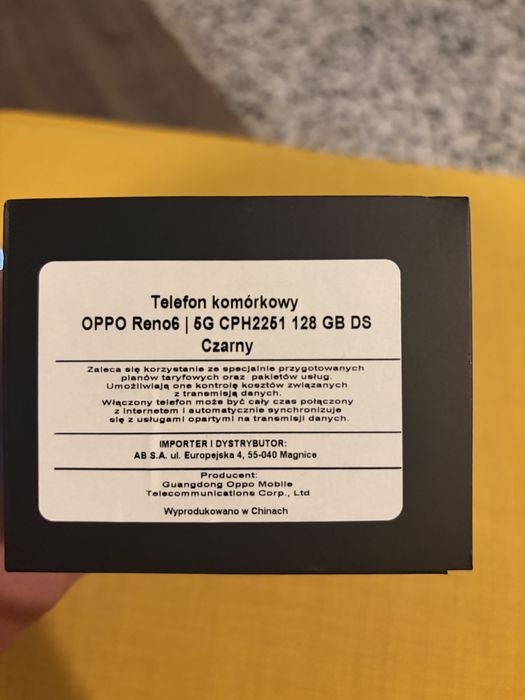 Telefon komórkowy
OPPO Reno6 | 5G CPH2251 128 GB DS
Czarny
Zaleca się korzystanie ze specjalnie przygotowanych
planów taryfowych oraz pakietów usług.
Umożliwiają one kontrolę kosztów związanych
z transmisją danych.
Włączony telefon może być cały czas połączony
z Internetem i automatycznie synchronizuje
się z usługami opartymi na transmisji danych.
IMPORTER I DYSTRYBUTOR:
AB S.A. ul. Europejska 4, 55-040 Magnice
Producent:
Guangdong Oppo Mobile
Telecommunications Corp., Ltd
Wyprodukowano w Chinach